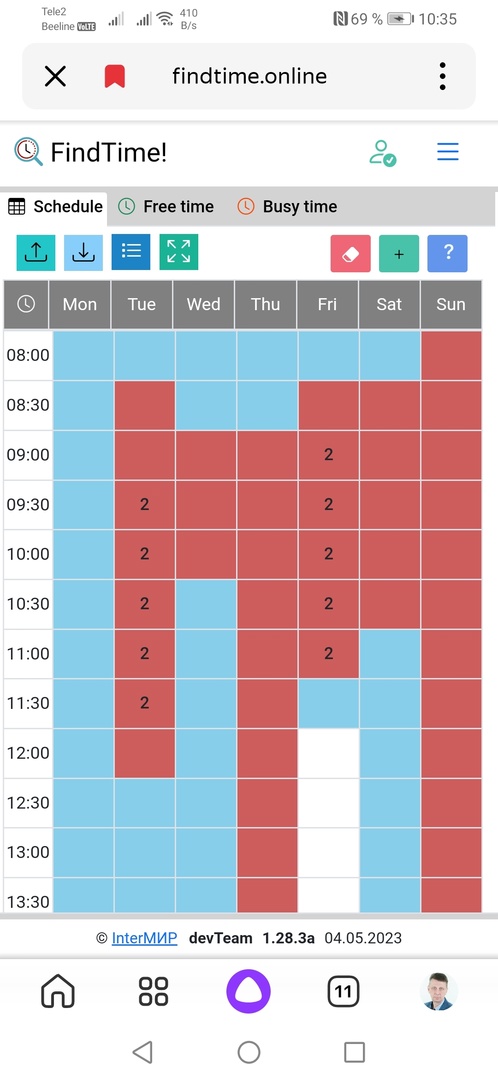 Tele2 410
Beeline VoLTE B/s 69 % 10:35
findtime.online
FindTime!
Schedule Free time Busy time
+ ?
Mon Tue Wed Thu Fri Sat Sun
08:00
08:30
09:00 2
09:30 2 2
10:00 2 2
10:30 2 2
11:00 2 2
11:30 2
12:00
12:30
13:00
13:30
© InterМИР devTeam 1.28.3a 04.05.2023
11